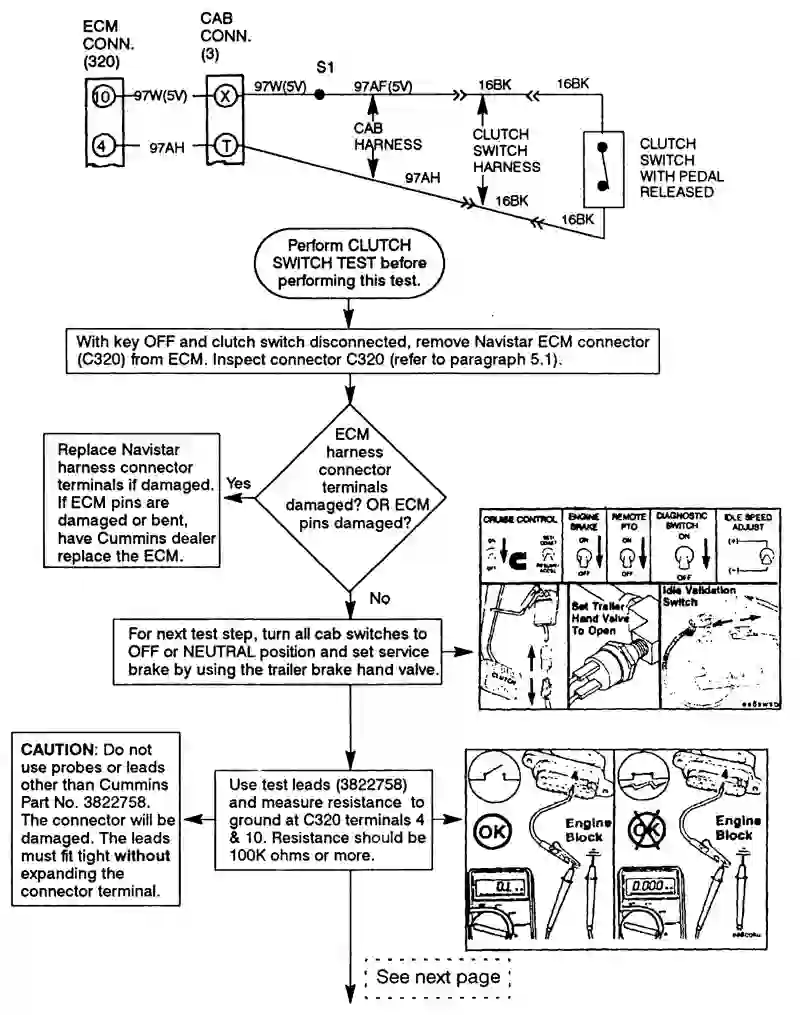 ECM
CONN.
(320)
CAB
CONN.
(3)
10
97W(5V)
X
97W(5V)
S1
97AF(5V)
16BK
16BK
4
97AH
T
CAB
HARNESS
CLUTCH
SWITCH
HARNESS
CLUTCH
SWITCH
WITH PEDAL
RELEASED
97AH
16BK
16BK
Perform CLUTCH
SWITCH TEST before
performing this test.
With key OFF and clutch switch disconnected, remove Navistar ECM connector
(C320) from ECM. Inspect connector C320 (refer to paragraph 5.1).
ECM
harness
connector
terminals
damaged? OR ECM
pins damaged?
Yes
Replace Navistar
harness connector
terminals if damaged.
If ECM pins are
damaged or bent,
have Cummins dealer
replace the ECM.
No
For next test step, turn all cab switches to
OFF or NEUTRAL position and set service
brake by using the trailer brake hand valve.
CRUISE CONTROL
ON
OFF
ENGINE
BRAKE
ON
OFF
REMOTE
PTO
ON
OFF
DIAGNOSTIC
SWITCH
ON
OFF
IDLE SPEED
ADJUST
(+)
(-)
CLUTCH
Set Trailer
Hand Valve
To Open
Idle Validation
Switch
CAUTION: Do not
use probes or leads
other than Cummins
Part No. 3822758.
The connector will be
damaged. The leads
must fit tight without
expanding the
connector terminal.
Use test leads (3822758)
and measure resistance to
ground at C320 terminals 4
& 10. Resistance should be
100K ohms or more.
4
OK
Engine
Block
4
OK
Engine
Block
0.000
See next page